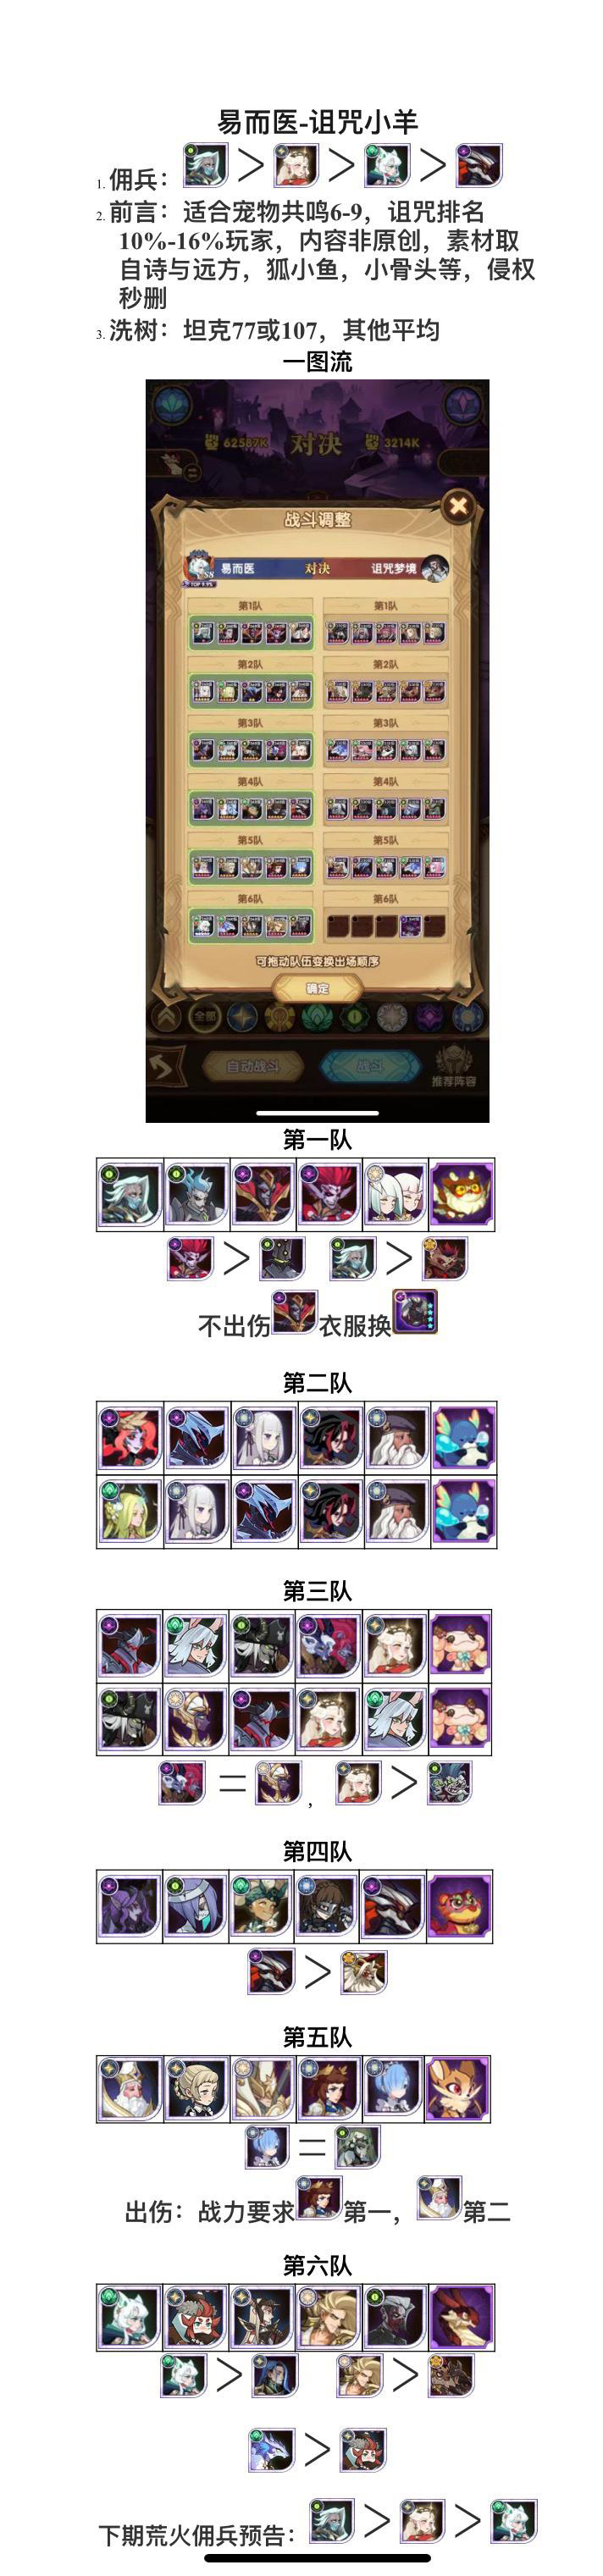 易而医-诅咒小羊
1. 佣兵： > > >
2. 前言：适合宠物共鸣6-9，诅咒排名
10%-16%玩家，内容非原创，素材取
自诗与远方，狐小鱼，小骨头等，侵权
秒删
3. 洗树：坦克77或107，其他平均
一图流
62587K 对决 3214K
战斗调整
易而医 对决 诅咒梦境
第1队 第1队
第2队 第2队
第3队 第3队
第4队 第4队
第5队 第5队
第6队 第6队
可拖动队伍变换出场顺序
确定
全部
自动战斗 战斗 推荐阵容
第一队
> >
不出伤 衣服换
第二队
第三队
= ， >
第四队
>
第五队
=
出伤：战力要求 第一， 第二
第六队
> >
>
下期荒火佣兵预告： > >